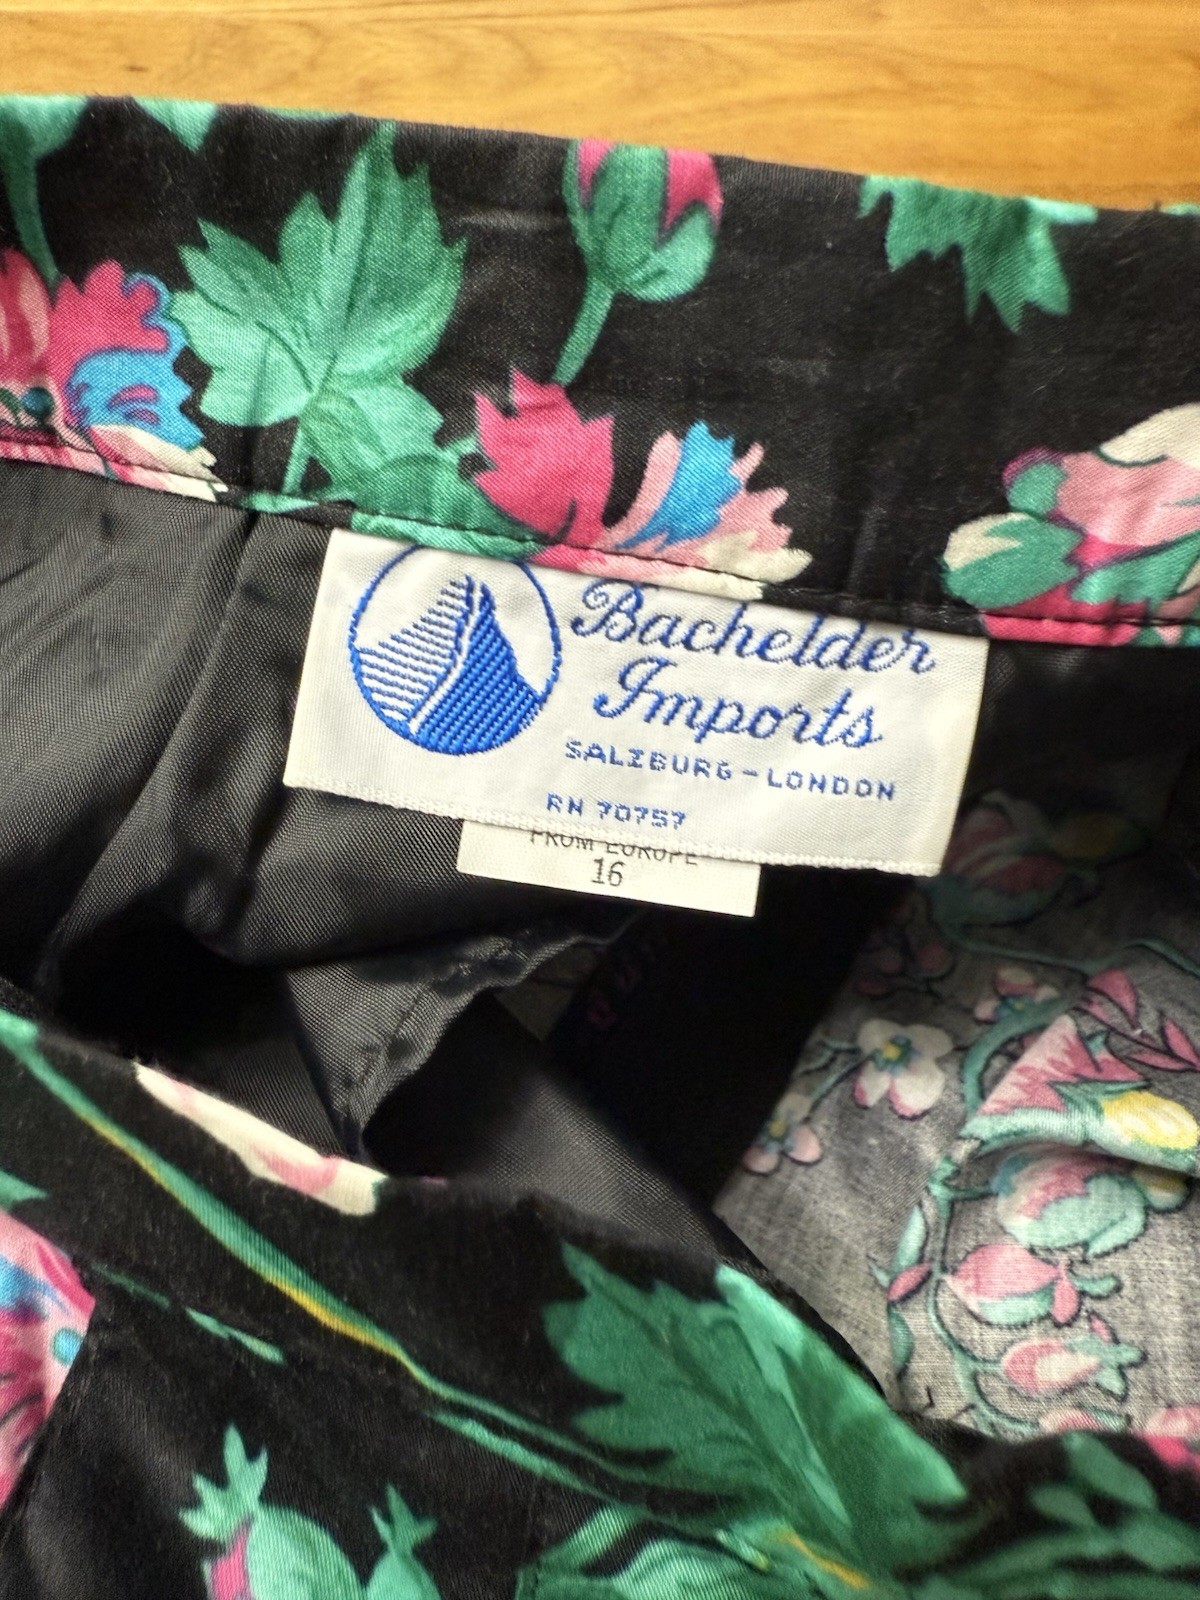 Bachelder
Imports
SALZBURG-LONDON
RN 70757
FROM EUROPE
16